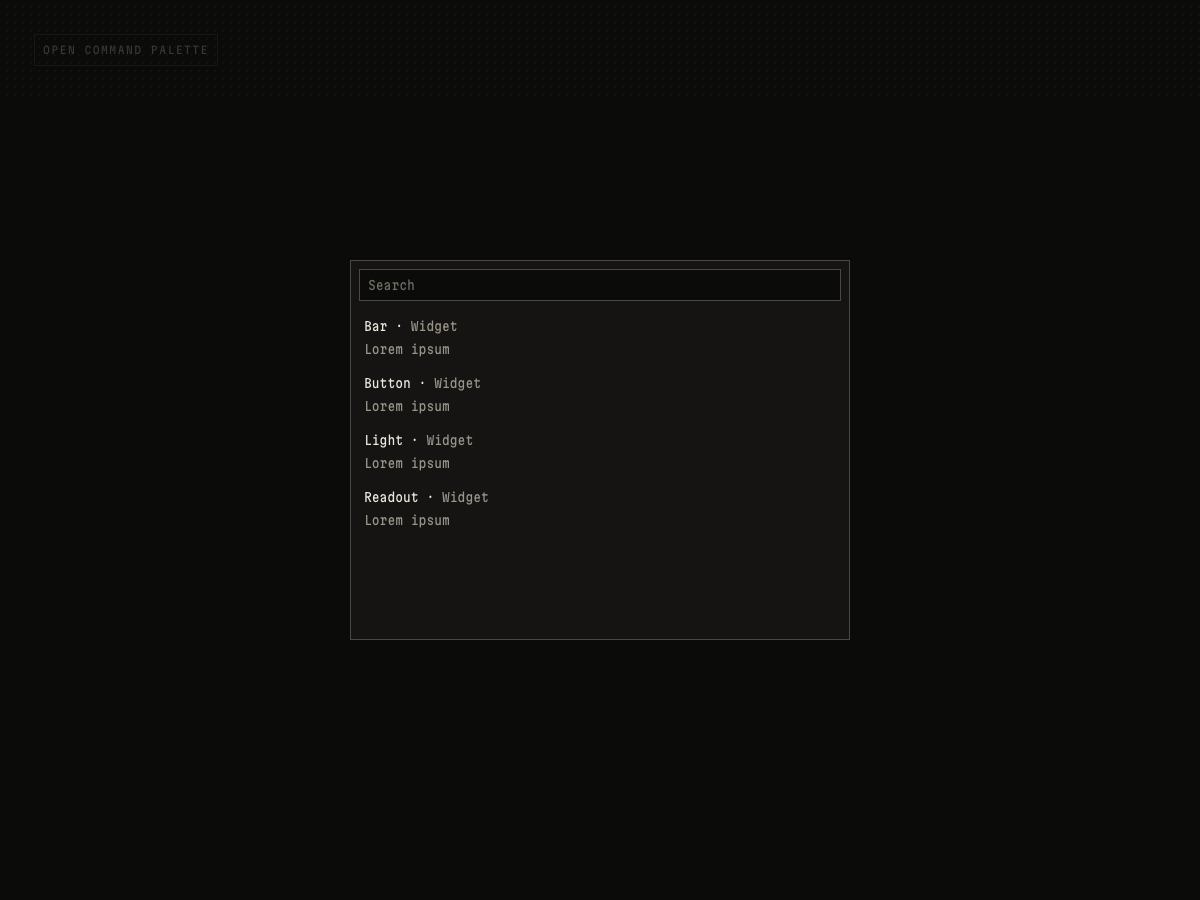 OPEN COMMAND PALETTE
Search
Bar · Widget
Lorem ipsum
Button · Widget
Lorem ipsum
Light · Widget
Lorem ipsum
Readout · Widget
Lorem ipsum